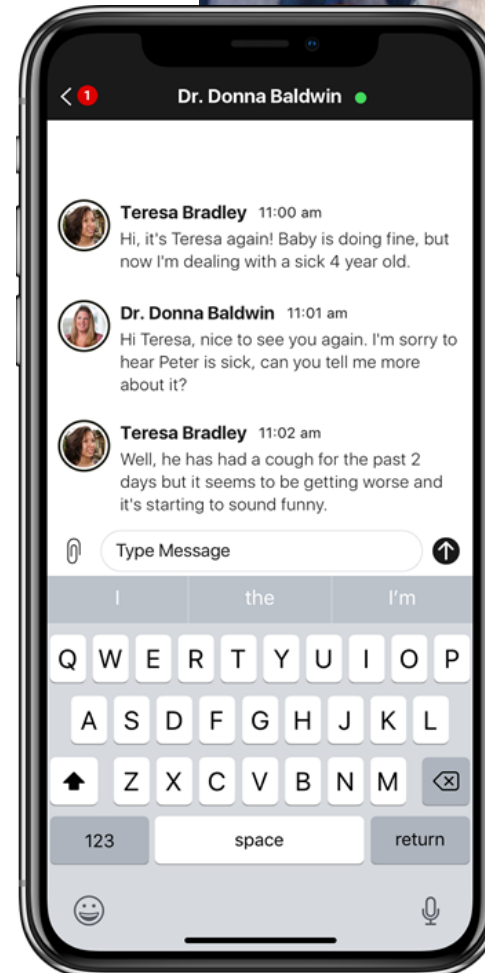 1
Dr. Donna Baldwin
Teresa Bradley 11:00 am
Hi, it's Teresa again! Baby is doing fine, but
now I'm dealing with a sick 4 year old.
Dr. Donna Baldwin 11:01 am
Hi Teresa, nice to see you again. I'm sorry to
hear Peter is sick, can you tell me more
about it?
Teresa Bradley 11:02 am
Well, he has had a cough for the past 2
days but it seems to be getting worse and
it's starting to sound funny.
Type Message
I the I'm
Q W E R T Y U I O P
A S D F G H J K L
Z X C V B N M
123 space return